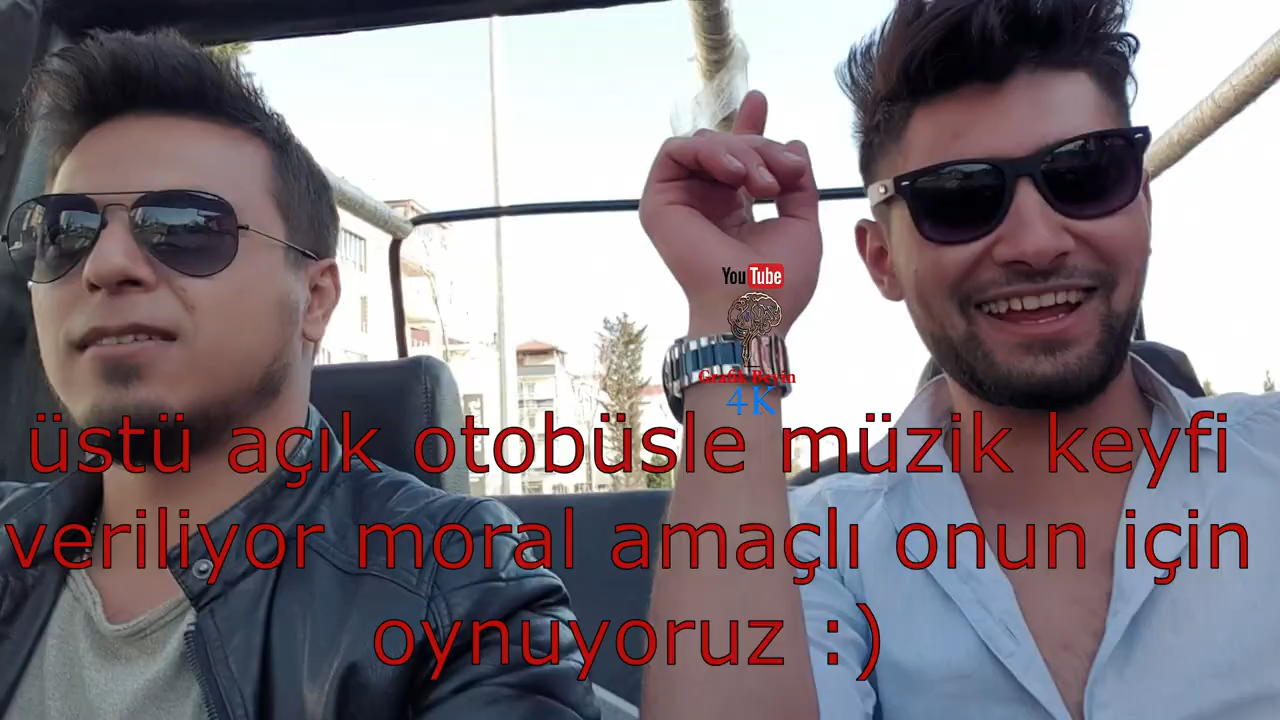 YouTube
Grafik Beyin
4K
üstü açık otobüsle müzik keyfi
veriliyor moral amaçlı onun için
oynuyoruz :)